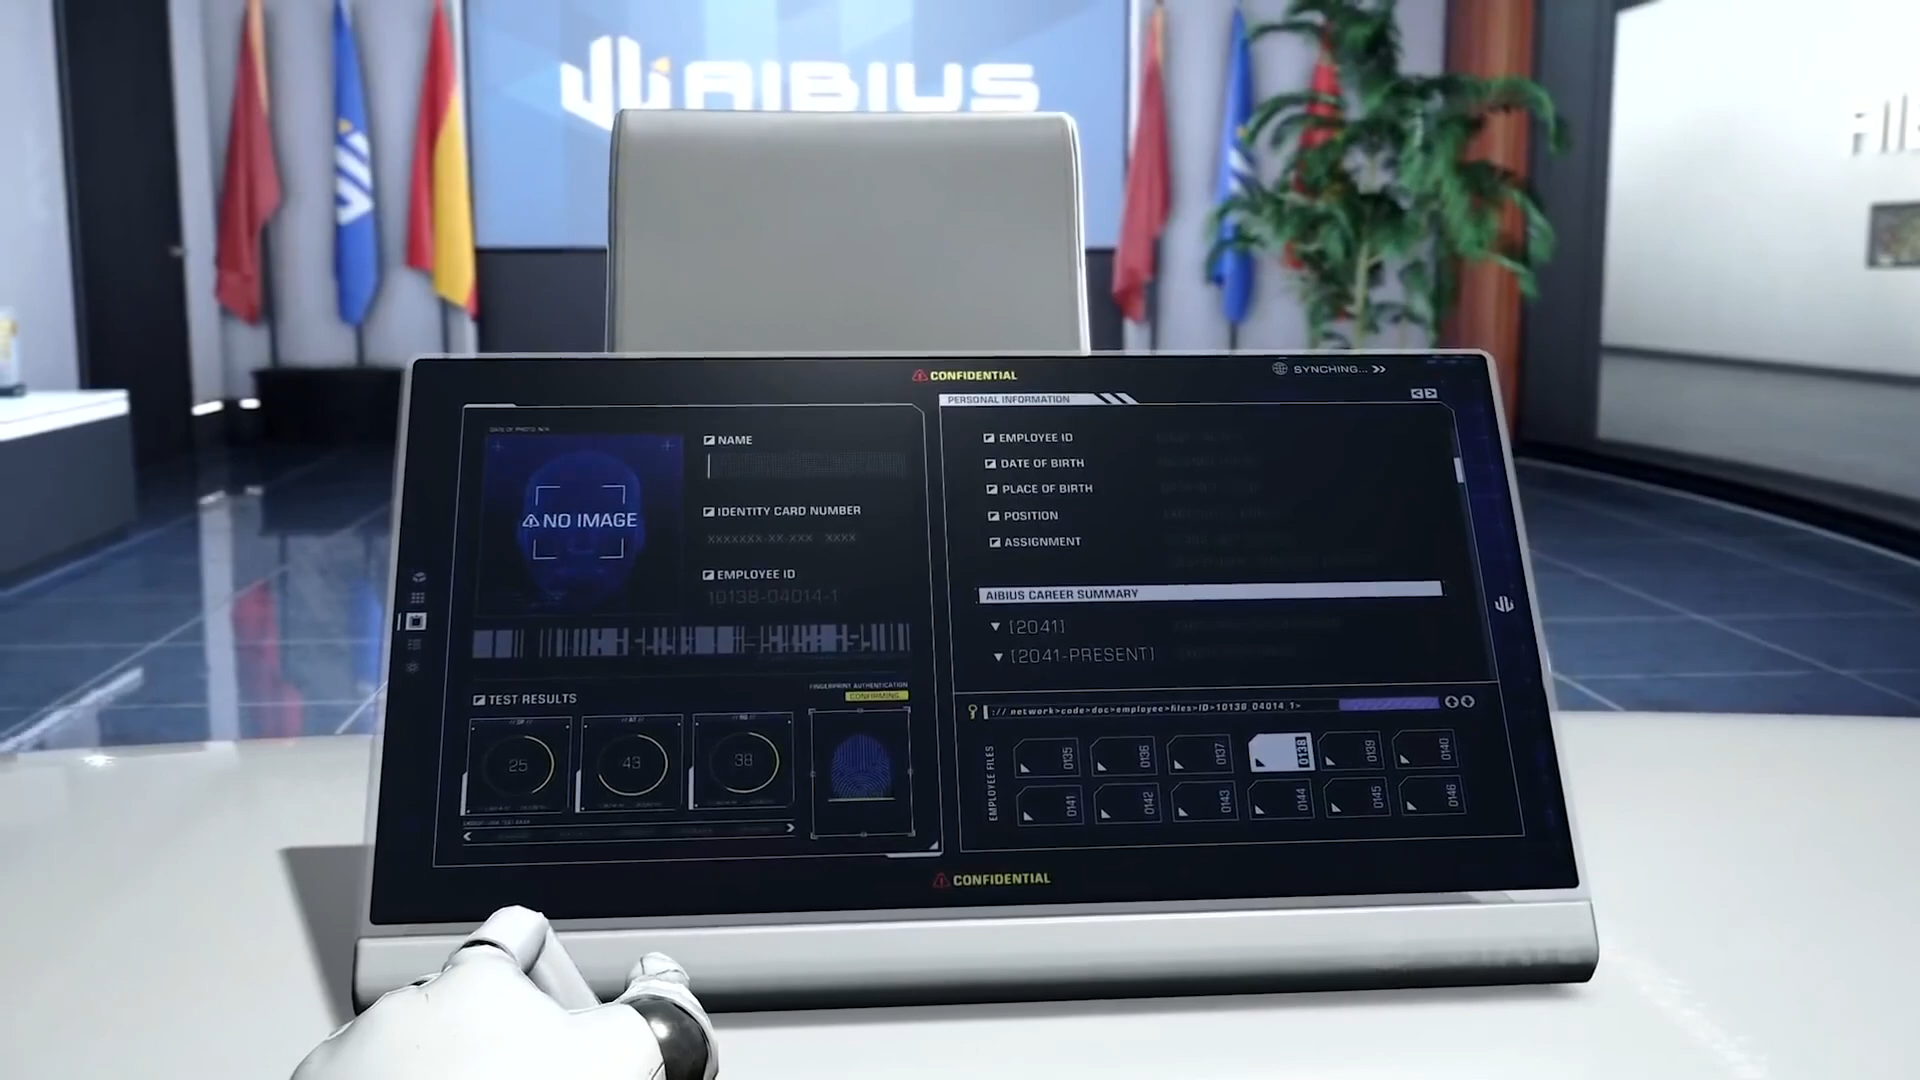 AIBIUS
CONFIDENTIAL
SYNCHING...
PERSONAL INFORMATION
DATE OF PHOTO N/A
NO IMAGE
NAME
IDENTITY CARD NUMBER
XXXXXXX-XX-XXX XXXX
EMPLOYEE ID
10138-04014-1
EMPLOYEE ID
DATE OF BIRTH
PLACE OF BIRTH
POSITION
ASSIGNMENT
AIBIUS CAREER SUMMARY
[2041]
[2041-PRESENT]
TEST RESULTS
FINGERPRINT AUTHENTICATION
CONFIRMING
25
43
38
:// network>code>doc>employee>files>ID>10138_04014_1>
EMPLOYEE FILES
0135 0136 0137 0138 0139 0140
0141 0142 0143 0144 0145 0146
CONFIDENTIAL